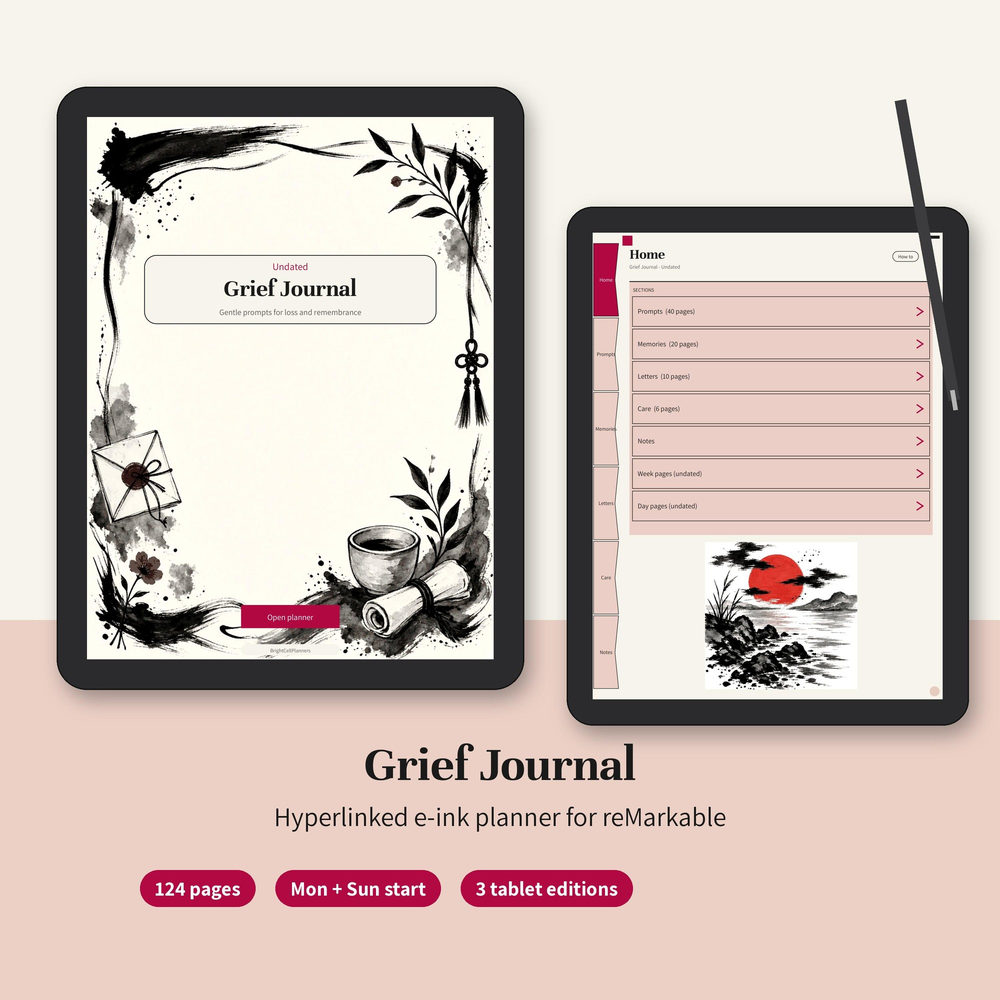 Undated
Grief Journal
Gentle prompts for loss and remembrance
Open planner
BrightLeafPlanners
Home
Grief Journal · Undated
How to
SECTIONS
Prompts (40 pages)
Memories (20 pages)
Letters (10 pages)
Care (6 pages)
Notes
Week pages (undated)
Day pages (undated)
Home
Prompts
Memories
Letters
Care
Notes
Grief Journal
Hyperlinked e-ink planner for reMarkable
124 pages
Mon + Sun start
3 tablet editions